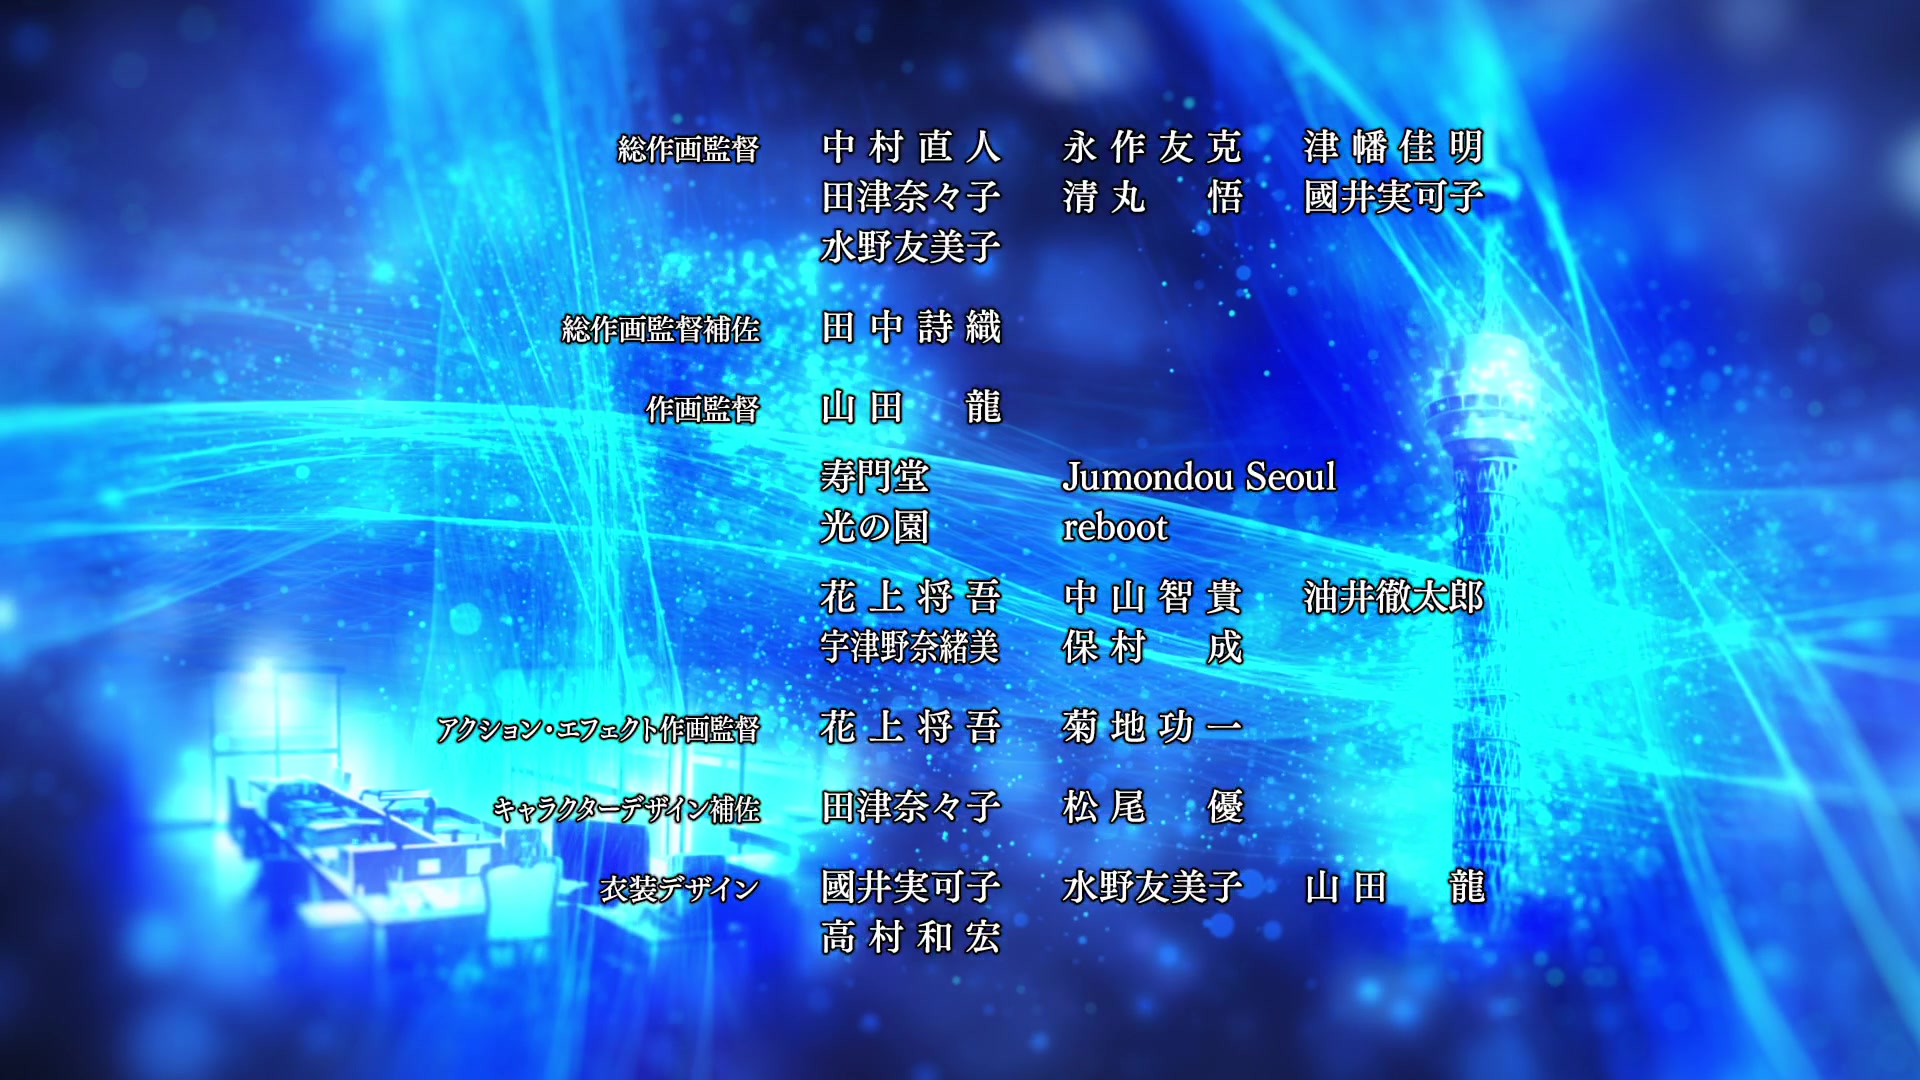 総作画監督 中村直人 永作友克 津幡佳明
田津奈々子 清丸悟 國井実可子
水野友美子
総作画監督補佐 田中詩織
作画監督 山田龍
寿門堂 Jumondou Seoul
光の園 reboot
花上将吾 中山智貴 油井徹太郎
宇津野奈緒美 保村成
アクション・エフェクト作画監督 花上将吾 菊地功一
キャラクターデザイン補佐 田津奈々子 松尾優
衣装デザイン 國井実可子 水野友美子 山田龍
高村和宏